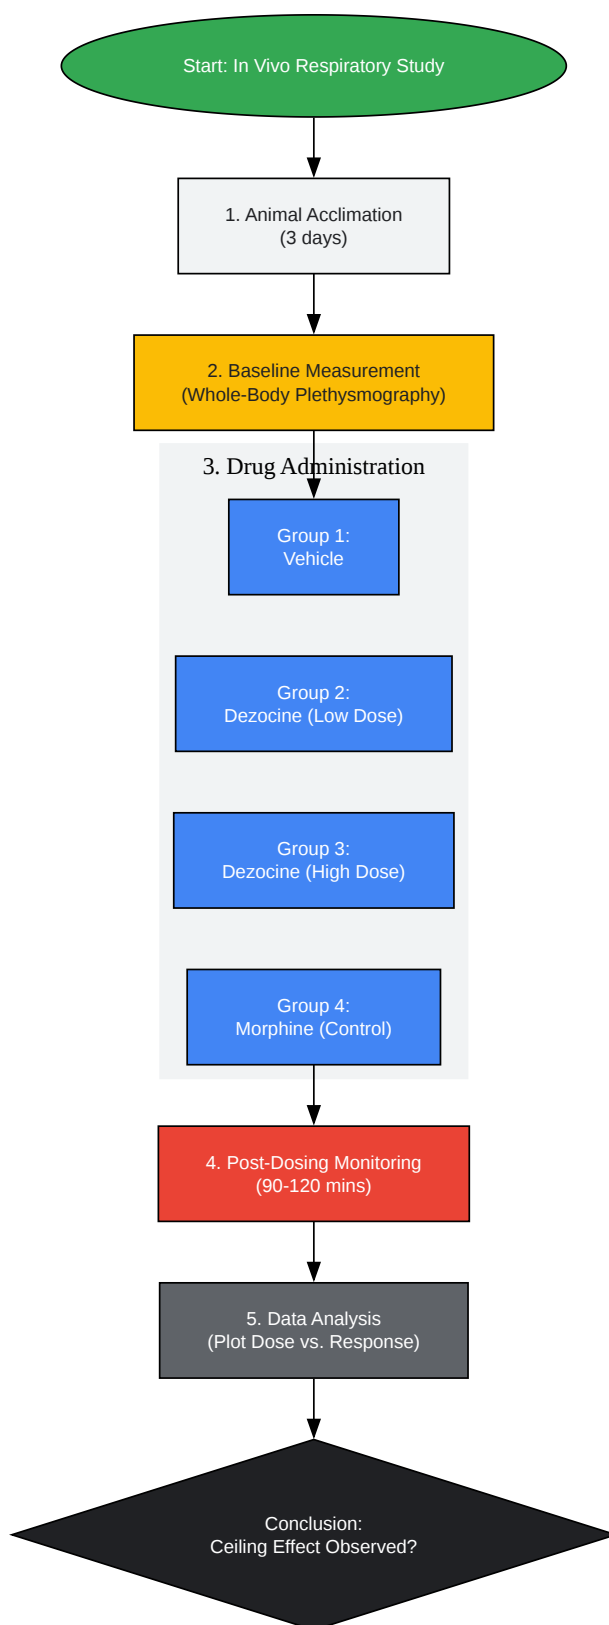 Start: In Vivo Respiratory Study
1. Animal Acclimation
(3 days)
2. Baseline Measurement
(Whole-Body Plethysmography)
3. Drug Administration
Group 1:
Vehicle
Group 2:
Dezocine (Low Dose)
Group 3:
Dezocine (High Dose)
Group 4:
Morphine (Control)
4. Post-Dosing Monitoring
(90-120 mins)
5. Data Analysis
(Plot Dose vs. Response)
Conclusion:
Ceiling Effect Observed?